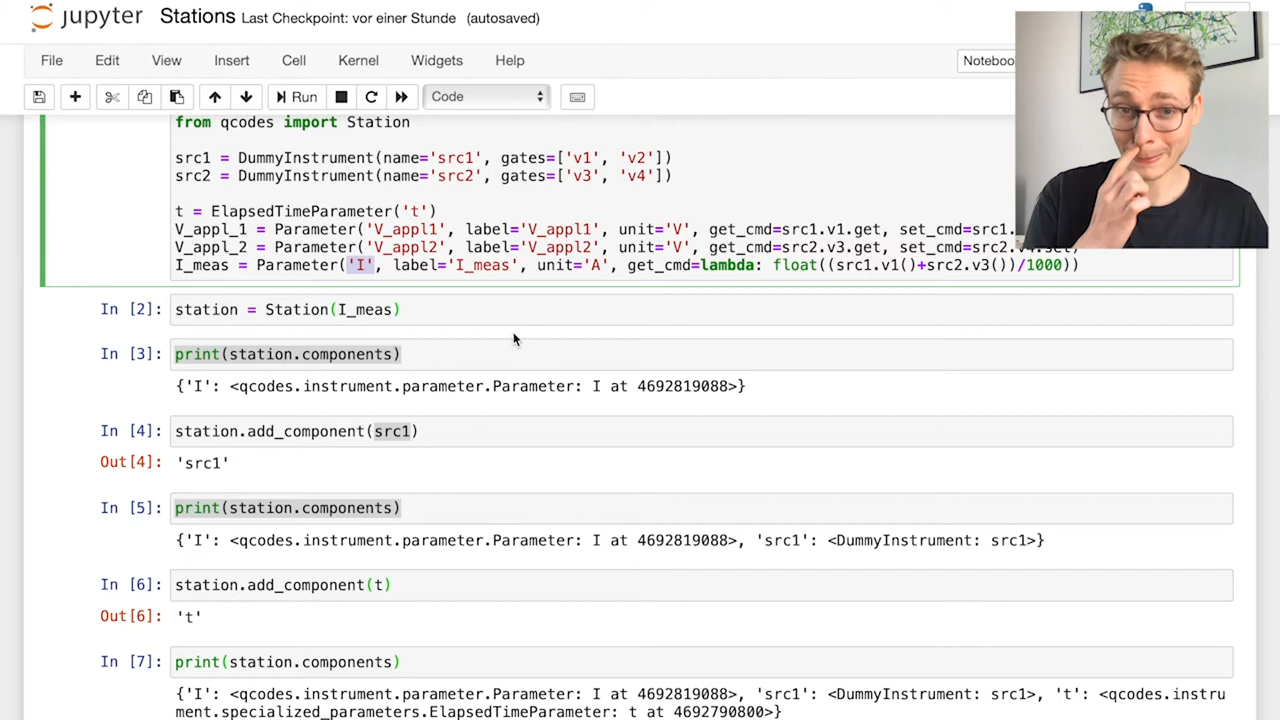 jupyter Stations Last Checkpoint: vor einer Stunde (autosaved)
File Edit View Insert Cell Kernel Widgets Help
Run Code
from qcodes import Station
src1 = DummyInstrument(name='src1', gates=['v1', 'v2'])
src2 = DummyInstrument(name='src2', gates=['v3', 'v4'])
t = ElapsedTimeParameter('t')
V_appl_1 = Parameter('V_appl1', label='V_appl1', unit='V', get_cmd=src1.v1.get, set_cmd=src1.
V_appl_2 = Parameter('V_appl2', label='V_appl2', unit='V', get_cmd=src2.v3.get,
I_meas = Parameter('I', label='I_meas', unit='A', get_cmd=lambda: float((src1.v1()+src2.v3())/1000))
In [2]: station = Station(I_meas)
In [3]: print(station.components)
{'I': <qcodes.instrument.parameter.Parameter: I at 4692819088>}
In [4]: station.add_component(src1)
Out[4]: 'src1'
In [5]: print(station.components)
{'I': <qcodes.instrument.parameter.Parameter: I at 4692819088>, 'src1': <DummyInstrument: src1>}
In [6]: station.add_component(t)
Out[6]: 't'
In [7]: print(station.components)
{'I': <qcodes.instrument.parameter.Parameter: I at 4692819088>, 'src1': <DummyInstrument: src1>, 't': <qcodes.instru
ment.specialized_parameters.ElapsedTimeParameter: t at 4692790800>}